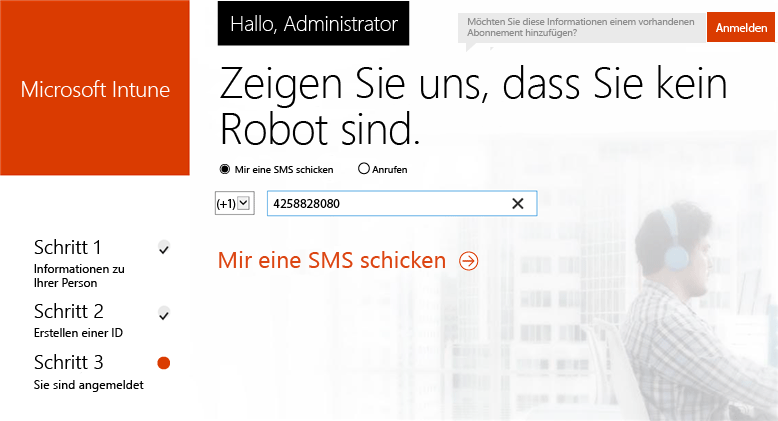 Microsoft Intune
Hallo, Administrator
Möchten Sie diese Informationen einem vorhandenen
Abonnement hinzufügen?
Anmelden
Zeigen Sie uns, dass Sie kein
Robot sind.
Mir eine SMS schicken
Anrufen
(+1)
4258828080
Mir eine SMS schicken
Schritt 1
Informationen zu
Ihrer Person
Schritt 2
Erstellen einer ID
Schritt 3
Sie sind angemeldet